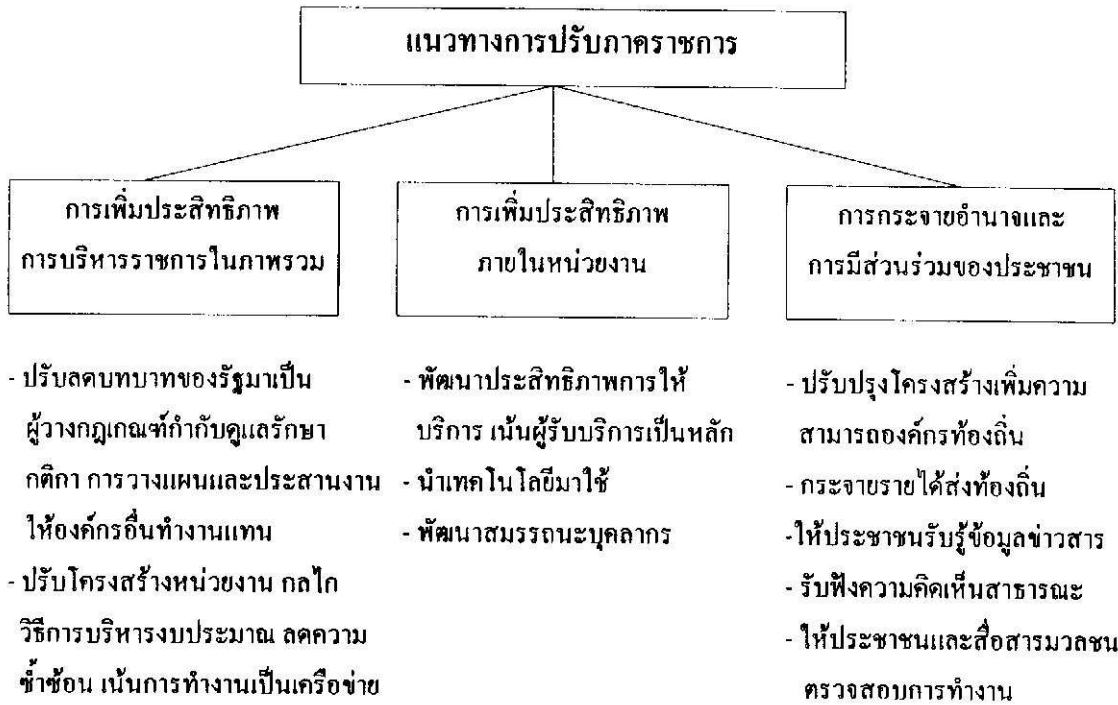 แนวทางการปรับภาคราชการ
การเพิ่มประสิทธิภาพ
การบริหารราชการในภาพรวม
การเพิ่มประสิทธิภาพ
ภายในหน่วยงาน
การกระจายอำนาจและ
การมีส่วนร่วมของประชาชน
- ปรับลดบทบาทของรัฐมาเป็น
ผู้วางกฎเกณฑ์กำกับดูแลรักษา
กติกา การวางแผนและประสานงาน
ให้องค์กรอื่นทำงานแทน
- ปรับโครงสร้างหน่วยงาน กลไก
วิธีการบริหารงบประมาณ ลดความ
ซ้ำซ้อน เน้นการทำงานเป็นเครือข่าย
- พัฒนาประสิทธิภาพการให้
บริการ เน้นผู้รับบริการเป็นหลัก
- นำเทคโนโลยีมาใช้
- พัฒนาสมรรถนะบุคลากร
- ปรับปรุงโครงสร้างเพิ่มความ
สามารถองค์กรท้องถิ่น
- กระจายรายได้ส่งท้องถิ่น
-ให้ประชาชนรับรู้ข้อมูลข่าวสาร
- รับฟังความคิดเห็นสาธารณะ
- ให้ประชาชนและสื่อสารมวลชน
ตรวจสอบการทำงาน